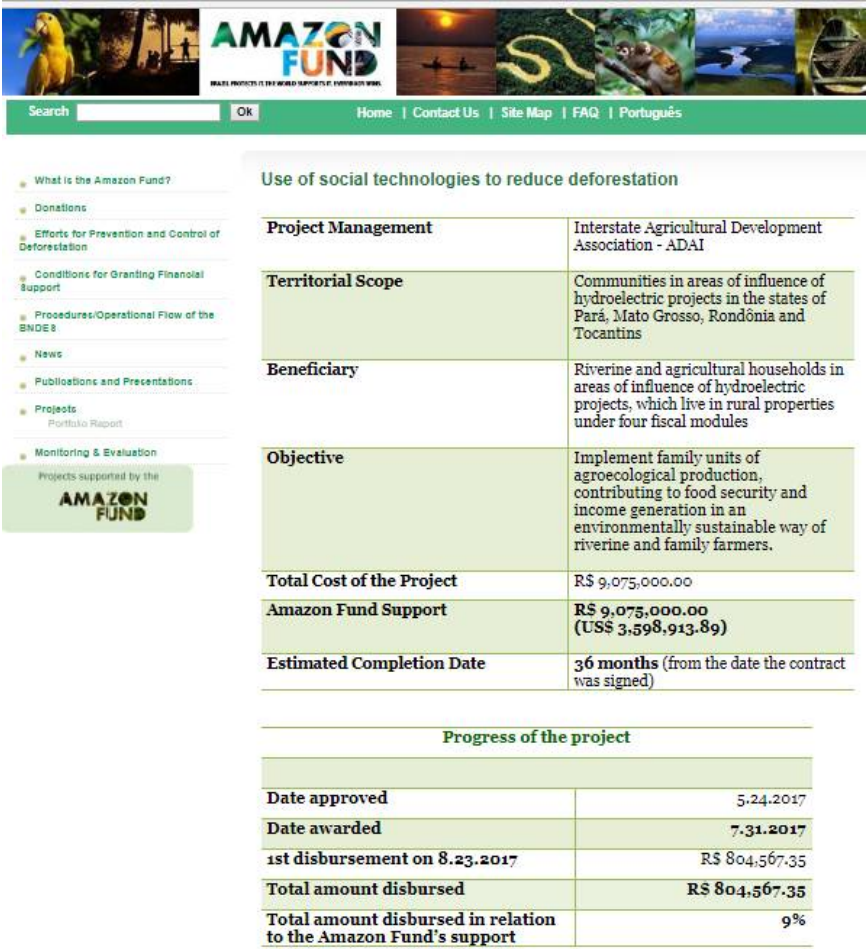 AMAZON
FUND
BRAZIL PROTECTS IT. THE WORLD SUPPORTS IT. EVERYBODY WINS
Search
Ok
Home | Contact Us | Site Map | FAQ | Português
What is the Amazon Fund?
Donations
Efforts for Prevention and Control of
Deforestation
Conditions for Granting Financial
Support
Procedures/Operational Flow of the
BNDES
News
Publications and Presentations
Projects
Portfolio Report
Monitoring & Evaluation
Projects supported by the
AMAZON
FUND
Use of social technologies to reduce deforestation
Project Management
Interstate Agricultural Development
Association - ADAI
Territorial Scope
Communities in areas of influence of
hydroelectric projects in the states of
Pará, Mato Grosso, Rondônia and
Tocantins
Beneficiary
Riverine and agricultural households in
areas of influence of hydroelectric
projects, which live in rural properties
under four fiscal modules
Objective
Implement family units of
agroecological production,
contributing to food security and
income generation in an
environmentally sustainable way of
riverine and family farmers.
Total Cost of the Project
R$ 9,075,000.00
Amazon Fund Support
R$ 9,075,000.00
(US$ 3,598,913.89)
Estimated Completion Date
36 months (from the date the contract
was signed)
Progress of the project
Date approved
5.24.2017
Date awarded
7.31.2017
1st disbursement on 8.23.2017
R$ 804,567.35
Total amount disbursed
R$ 804,567.35
Total amount disbursed in relation
to the Amazon Fund's support
9%